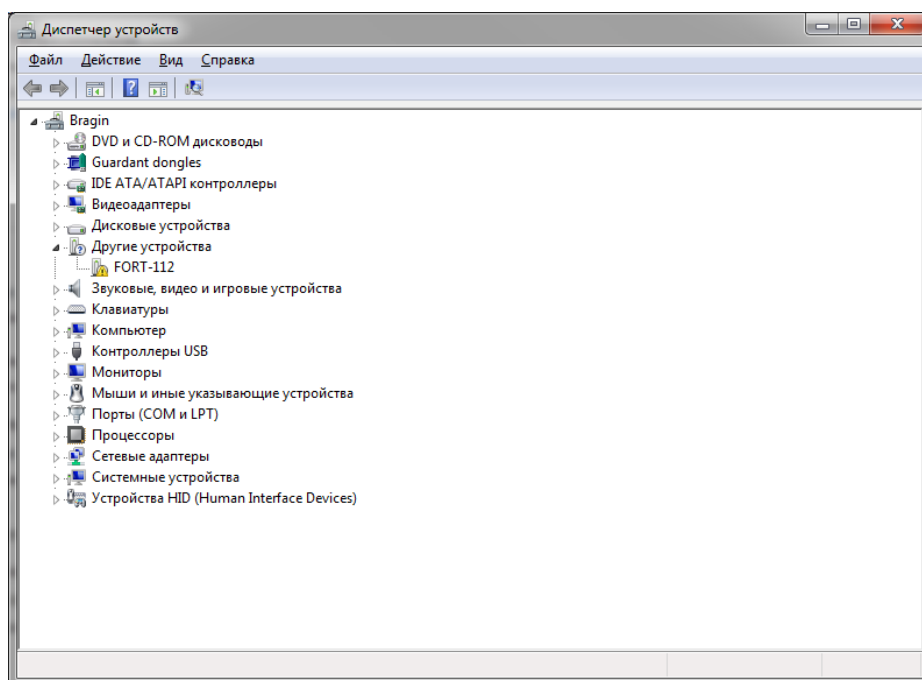 Диспетчер устройств
Файл Действие Вид Справка
Bragin
DVD и CD-ROM дисководы
Guardant dongles
IDE ATA/ATAPI контроллеры
Видеоадаптеры
Дисковые устройства
Другие устройства
FORT-112
Звуковые, видео и игровые устройства
Клавиатуры
Компьютер
Контроллеры USB
Мониторы
Мыши и иные указывающие устройства
Порты (COM и LPT)
Процессоры
Сетевые адаптеры
Системные устройства
Устройства HID (Human Interface Devices)